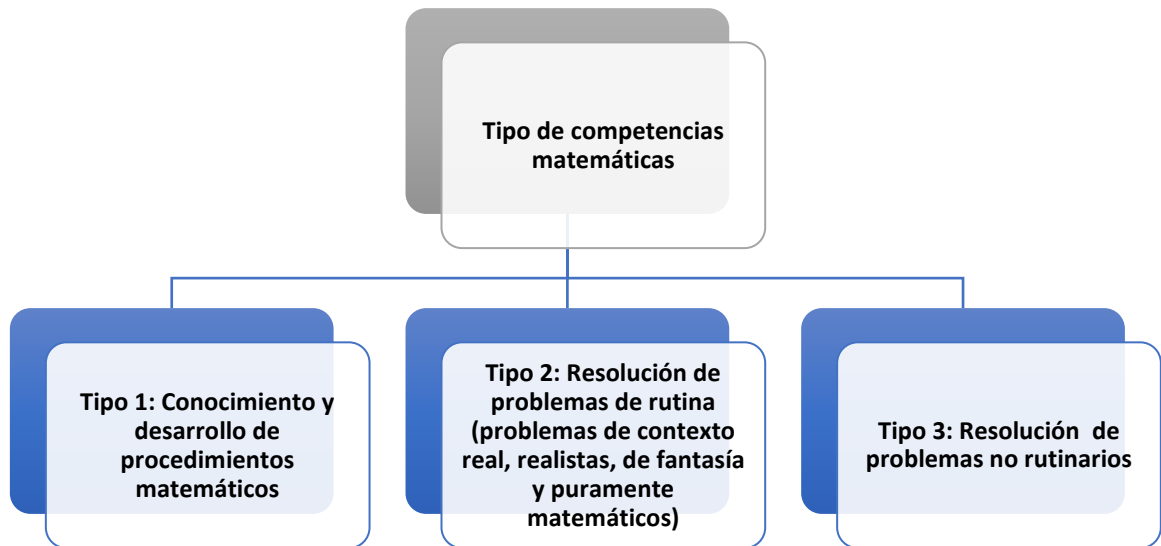 Tipo de competencias
matemáticas
Tipo 1: Conocimiento y
desarrollo de
procedimientos
matemáticos
Tipo 2: Resolución de
problemas de rutina
(problemas de contexto
real, realistas, de fantasía
y puramente
matemáticos)
Tipo 3: Resolución de
problemas no rutinarios